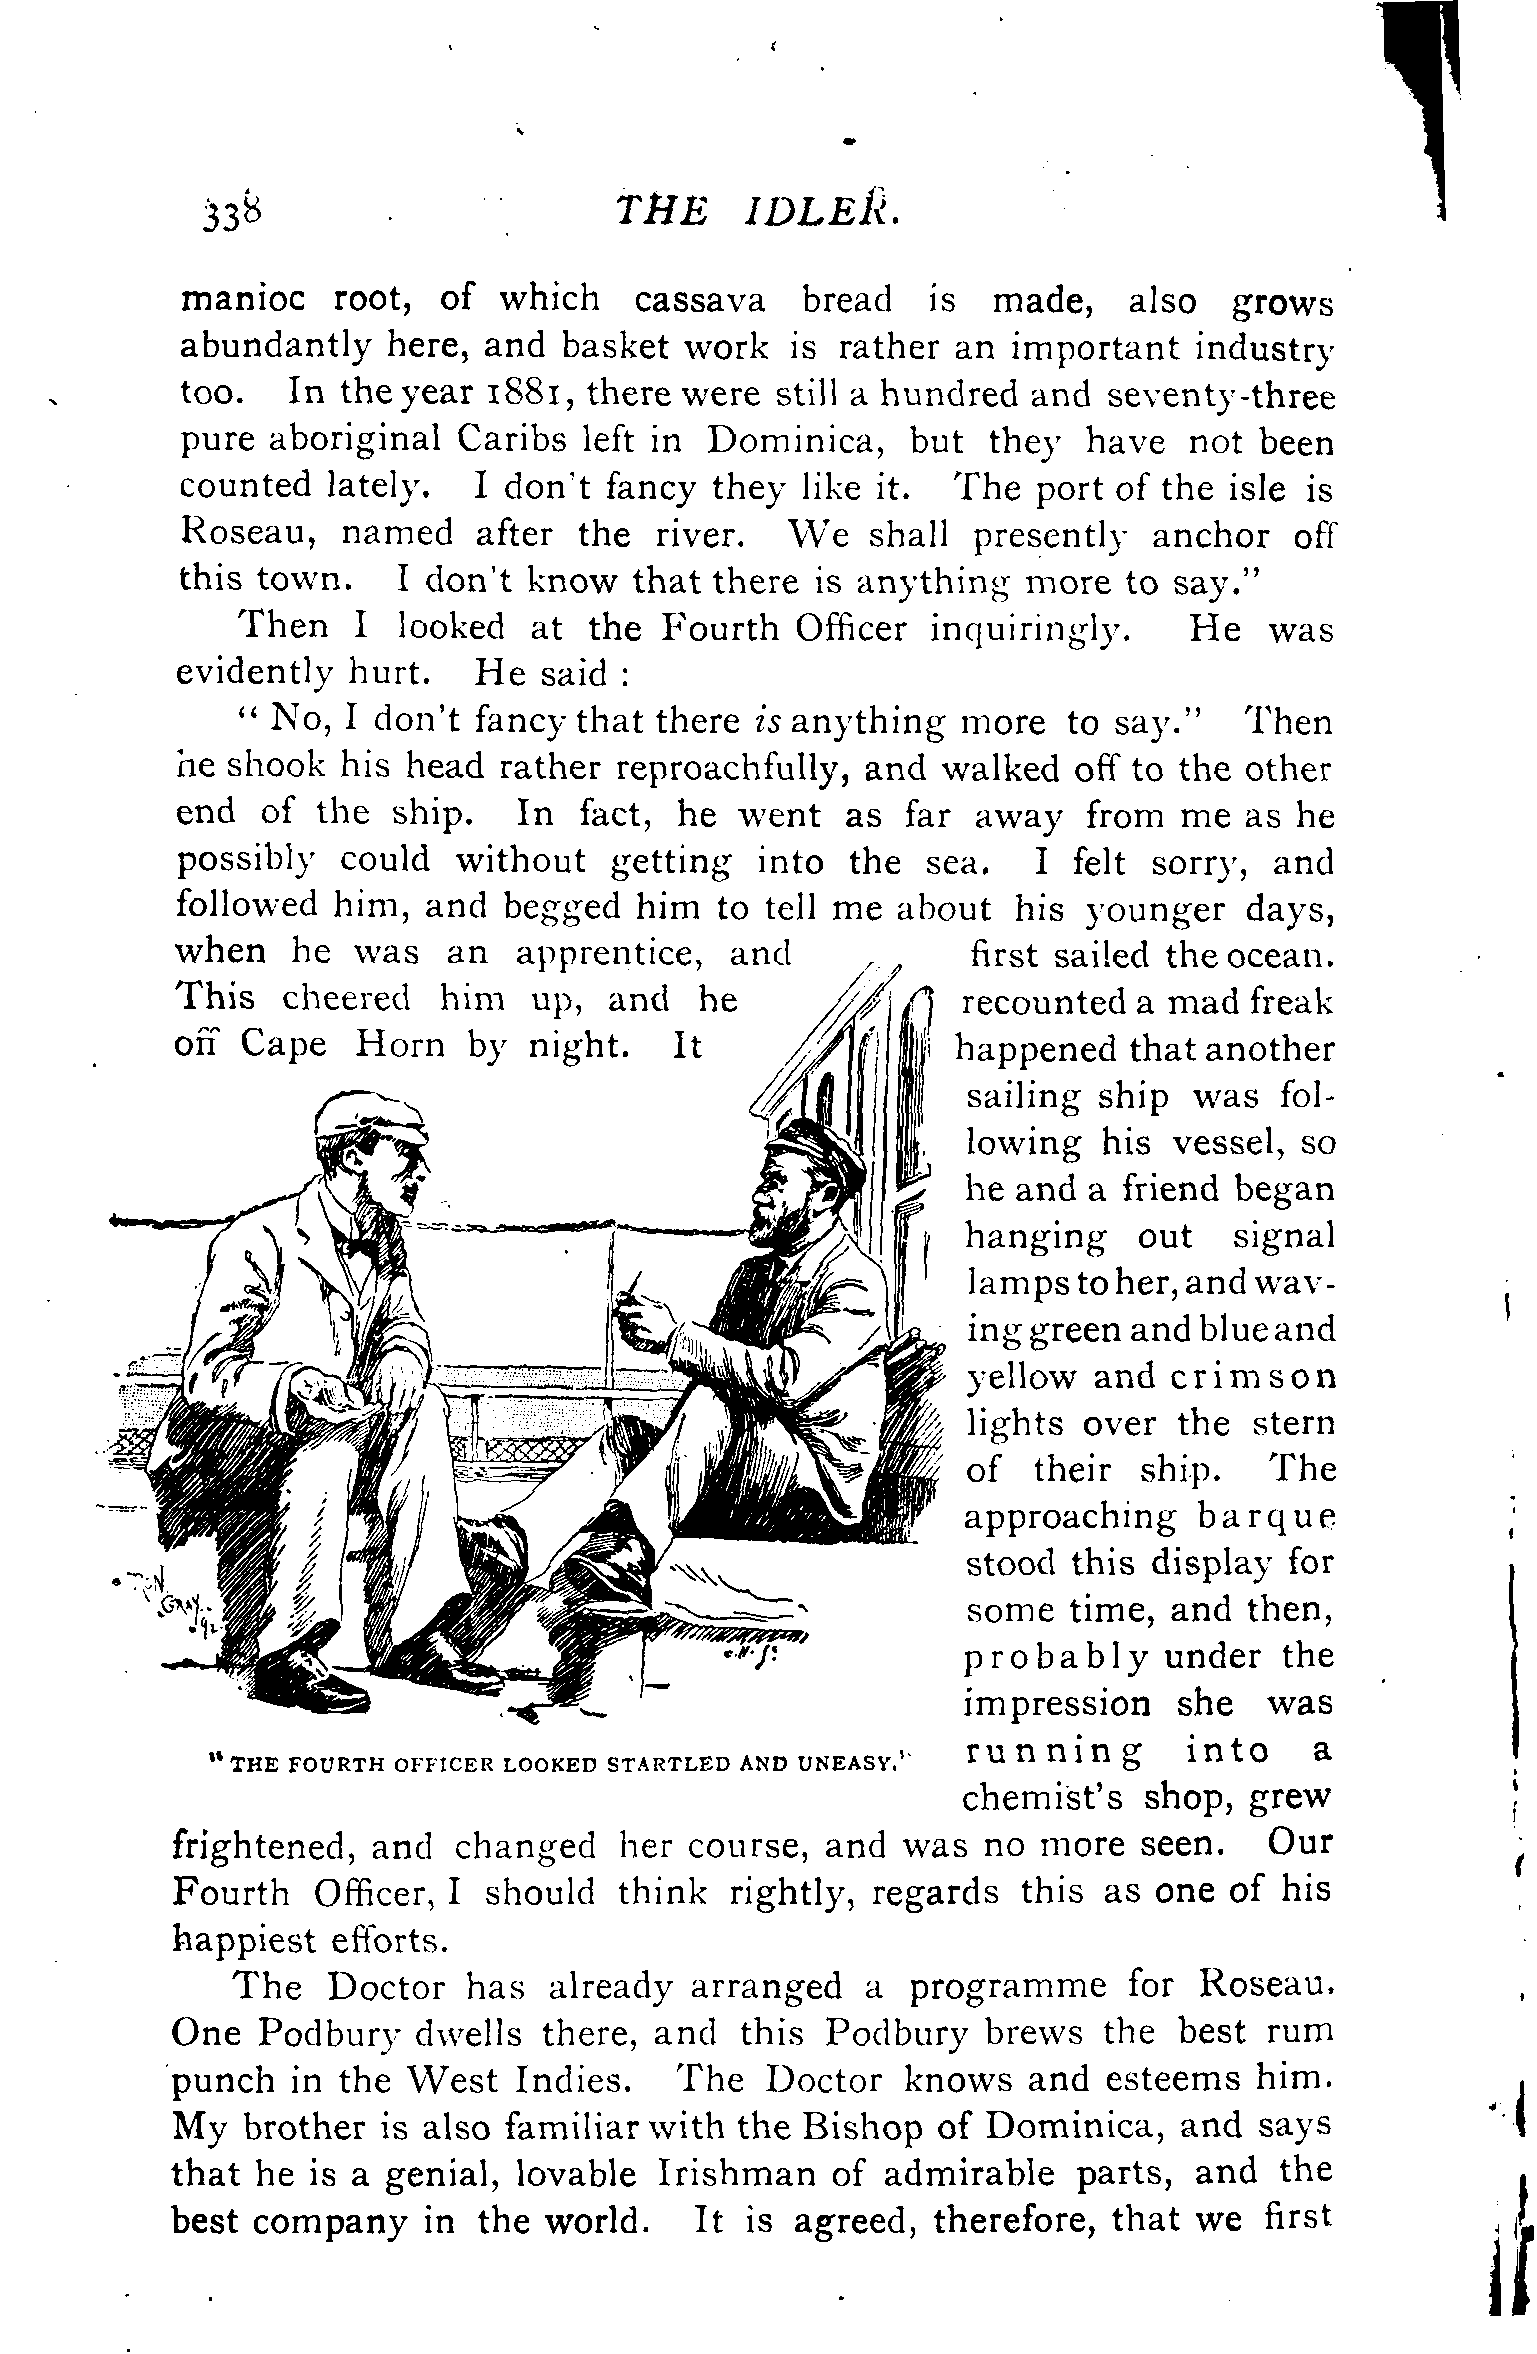 338 THE IDLER.
manioc root, of which cassava bread is made, also grows
abundantly here, and basket work is rather an important industry
too. In the year 1881, there were still a hundred and seventy-three
pure aboriginal Caribs left in Dominica, but they have not been
counted lately. I don't fancy they like it. The port of the isle is
Roseau, named after the river. We shall presently anchor off
this town. I don't know that there is anything more to say."
Then I looked at the Fourth Officer inquiringly. He was
evidently hurt. He said :
" No, I don't fancy that there is anything more to say." Then
he shook his head rather reproachfully, and walked off to the other
end of the ship. In fact, he went as far away from me as he
possibly could without getting into the sea. I felt sorry, and
followed him, and begged him to tell me about his younger days,
when he was an apprentice, and first sailed the ocean.
This cheered him up, and he recounted a mad freak
off Cape Horn by night. It happened that another
sailing ship was fol-
lowing his vessel, so
he and a friend began
hanging out signal
lamps to her, and wav-
ing green and blue and
yellow and crimson
lights over the stern
of their ship. The
approaching barque
stood this display for
some time, and then,
probably under the
impression she was
running into a
chemist's shop, grew
GRAY.
92
"THE FOURTH OFFICER LOOKED STARTLED AND UNEASY."
frightened, and changed her course, and was no more seen. Our
Fourth Officer, I should think rightly, regards this as one of his
happiest efforts.
The Doctor has already arranged a programme for Roseau.
One Podbury dwells there, and this Podbury brews the best rum
punch in the West Indies. The Doctor knows and esteems him.
My brother is also familiar with the Bishop of Dominica, and says
that he is a genial, lovable Irishman of admirable parts, and the
best company in the world. It is agreed, therefore, that we first